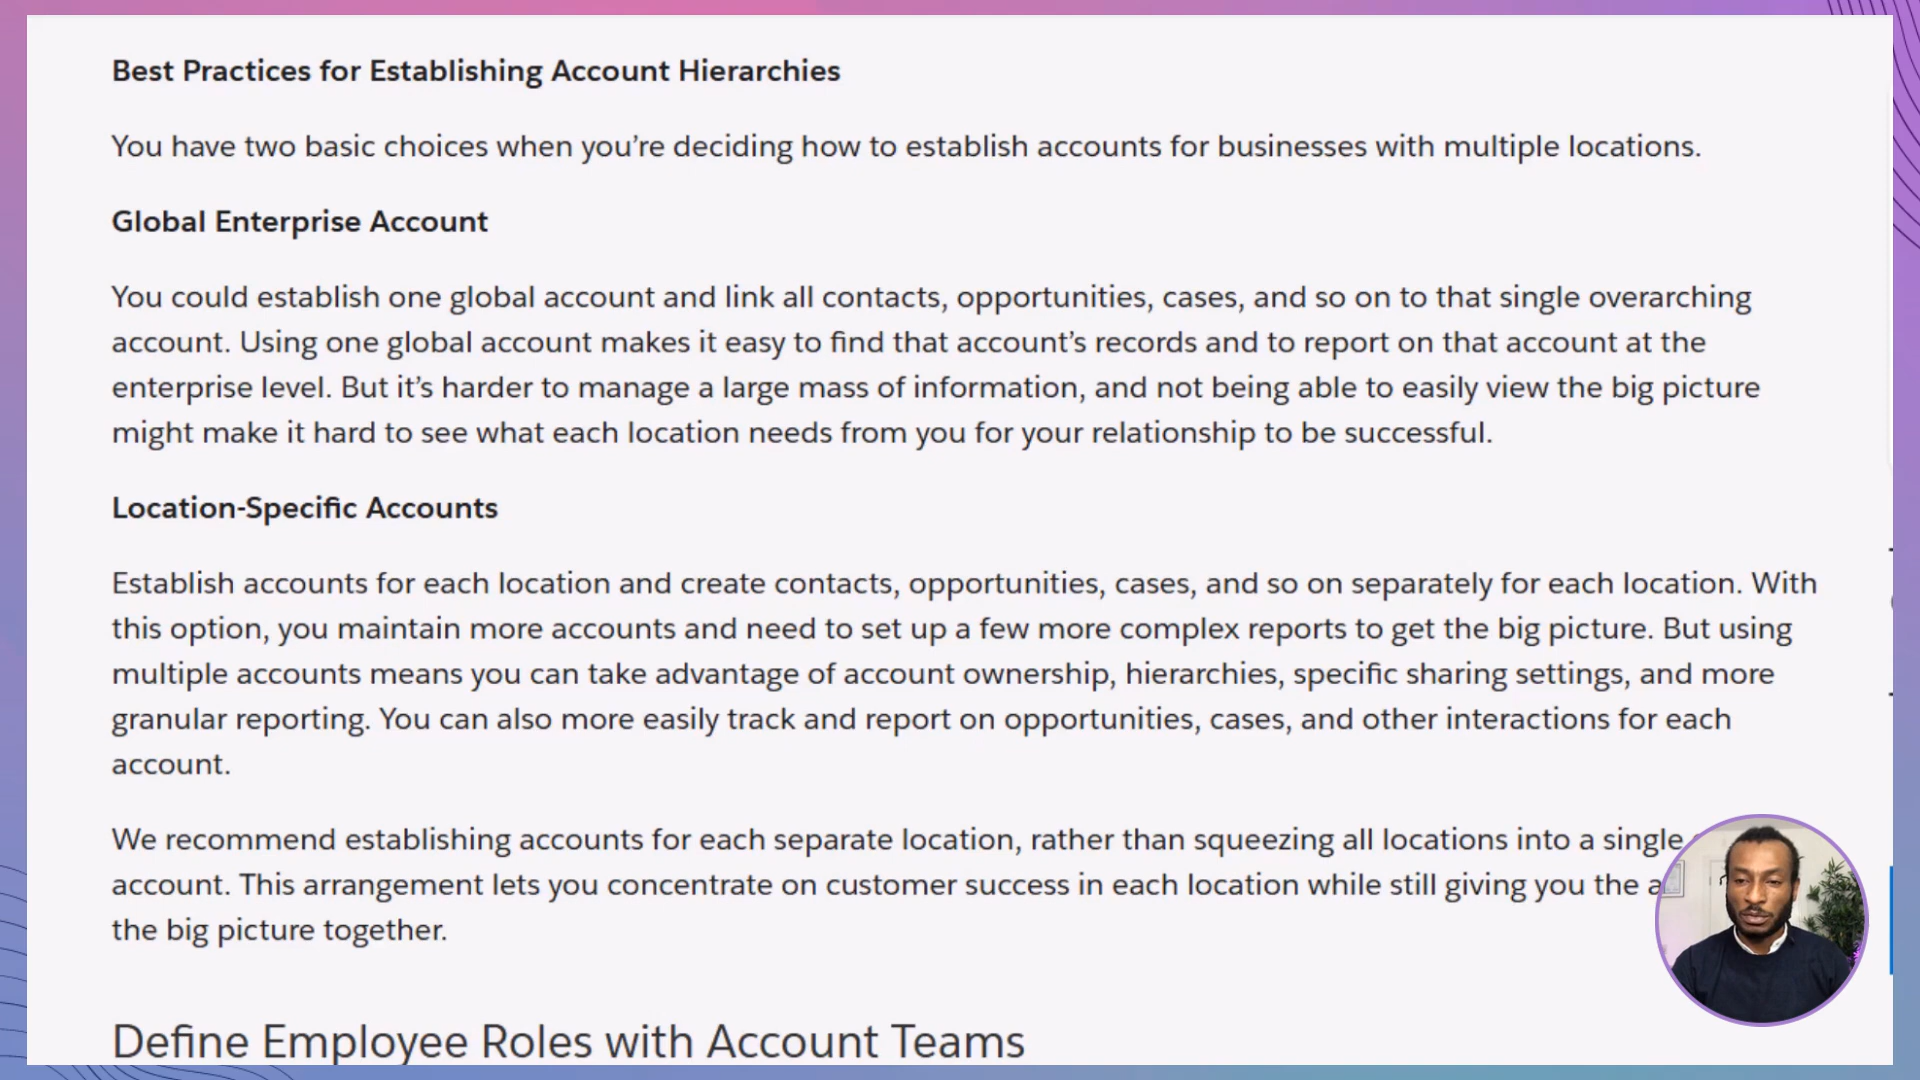 Best Practices for Establishing Account Hierarchies
You have two basic choices when you’re deciding how to establish accounts for businesses with multiple locations.
Global Enterprise Account
You could establish one global account and link all contacts, opportunities, cases, and so on to that single overarching
account. Using one global account makes it easy to find that account’s records and to report on that account at the
enterprise level. But it’s harder to manage a large mass of information, and not being able to easily view the big picture
might make it hard to see what each location needs from you for your relationship to be successful.
Location-Specific Accounts
Establish accounts for each location and create contacts, opportunities, cases, and so on separately for each location. With
this option, you maintain more accounts and need to set up a few more complex reports to get the big picture. But using
multiple accounts means you can take advantage of account ownership, hierarchies, specific sharing settings, and more
granular reporting. You can also more easily track and report on opportunities, cases, and other interactions for each
account.
We recommend establishing accounts for each separate location, rather than squeezing all locations into a single
account. This arrangement lets you concentrate on customer success in each location while still giving you the
the big picture together.
Define Employee Roles with Account Teams